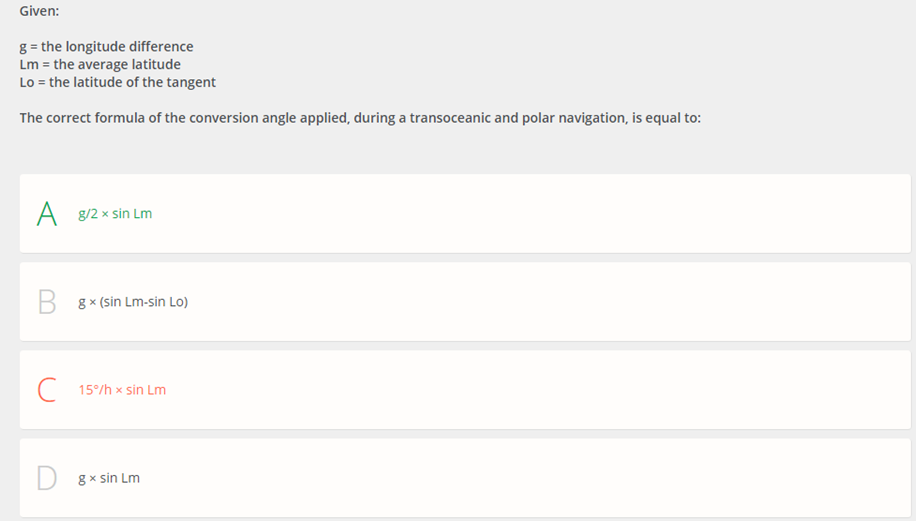 Given:
g = the longitude difference
Lm = the average latitude
Lo = the latitude of the tangent
The correct formula of the conversion angle applied, during a transoceanic and polar navigation, is equal to:
A g/2 × sin Lm
B g × (sin Lm-sin Lo)
C 15°/h × sin Lm
D g × sin Lm